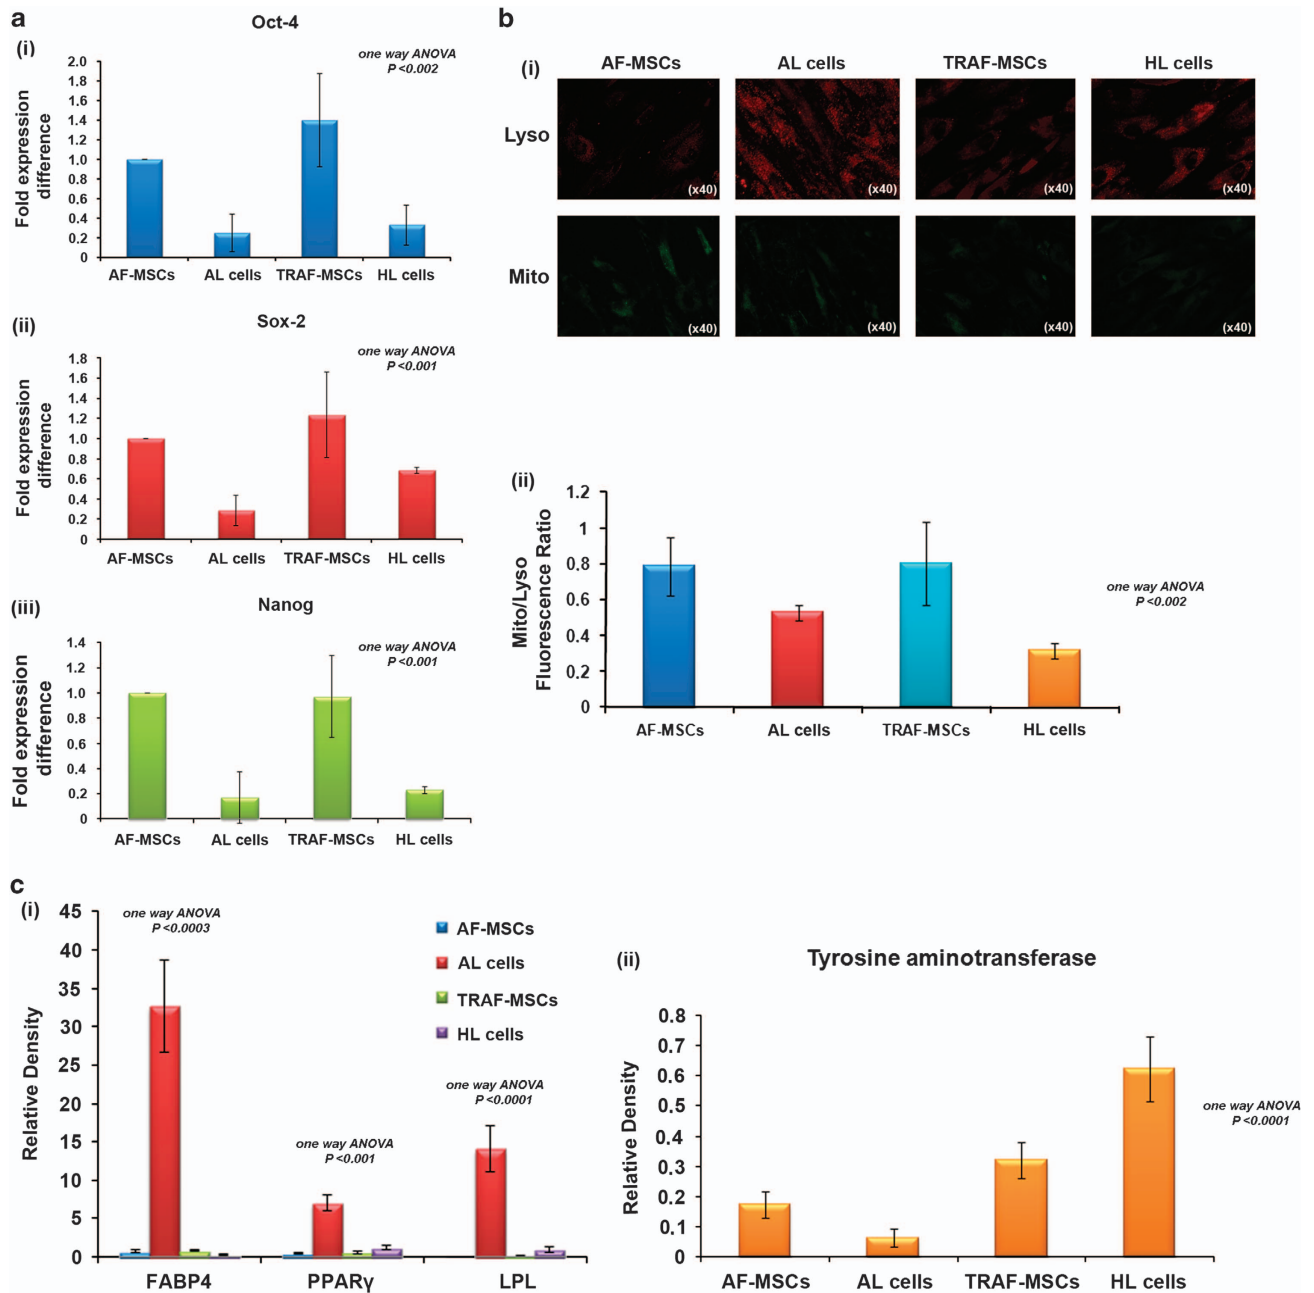 a
Oct-4
(i)
one way ANOVA
P <0.002
Fold expression
difference
2.0
1.8
1.6
1.4
1.2
1.0
0.8
0.6
0.4
0.2
0
AF-MSCs AL cells TRAF-MSCs HL cells
(ii)
Sox-2
one way ANOVA
P <0.001
Fold expression
difference
1.8
1.6
1.4
1.2
1.0
0.8
0.6
0.4
0.2
0
AF-MSCs AL cells TRAF-MSCs HL cells
(iii)
Nanog
one way ANOVA
P <0.001
Fold expression
difference
1.4
1.2
1.0
0.8
0.6
0.4
0.2
0
AF-MSCs AL cells TRAF-MSCs HL cells
b
(i)
AF-MSCs AL cells TRAF-MSCs HL cells
Lyso
(x40) (x40) (x40) (x40)
Mito
(x40) (x40) (x40) (x40)
(ii)
Mito/Lyso
Fluorescence Ratio
1.2
1
0.8
0.6
0.4
0.2
0
one way ANOVA
P <0.002
AF-MSCs AL cells TRAF-MSCs HL cells
c
(i)
Relative Density
45
40
35
30
25
20
15
10
5
0
one way ANOVA
P <0.0003
one way ANOVA
P <0.001
one way ANOVA
P <0.0001
AF-MSCs
AL cells
TRAF-MSCs
HL cells
FABP4 PPARγ LPL
(ii)
Tyrosine aminotransferase
Relative Density
0.8
0.7
0.6
0.5
0.4
0.3
0.2
0.1
0
one way ANOVA
P <0.0001
AF-MSCs AL cells TRAF-MSCs HL cells